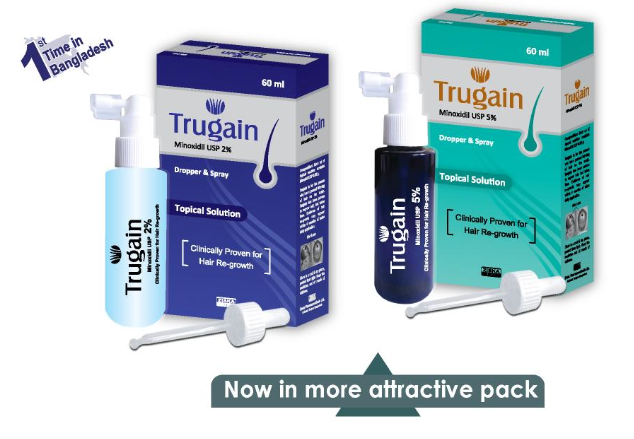 1st
Time in
Bangladesh
60 ml
Trugain
Minoxidil USP 2%
Dropper & Spray
Topical Solution
Clinically Proven for
Hair Re-growth
Trugain
Trugain
Minoxidil USP 2%
Clinically Proven for Hair Re-growth
60 ml
Trugain
Minoxidil USP 5%
Dropper & Spray
Topical Solution
Clinically Proven for
Hair Re-growth
Trugain
Trugain
Minoxidil USP 5%
Clinically Proven for Hair Re-growth
Now in more attractive pack